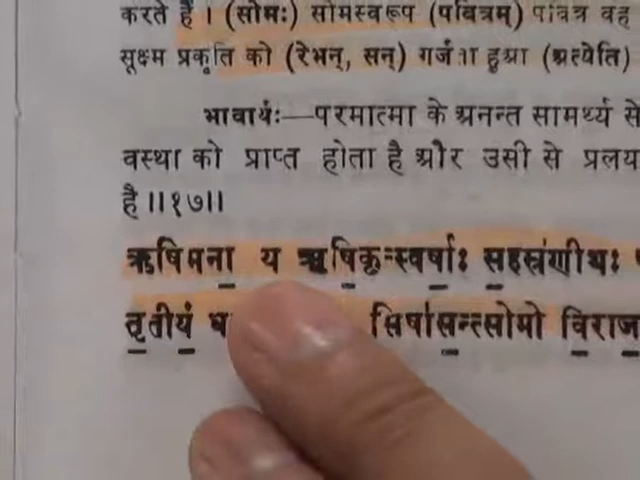 करते हैं । (सोमः) सोमस्वरूप (पवित्रम्) पवित्र वह
सूक्ष्म प्रकृति को (रेभन्, सन्) गर्जता हुआ (अत्येति)
भावार्थः—परमात्मा के अनन्त सामर्थ्य से
वस्था को प्राप्त होता है और उसी से प्रलय
है ॥१७॥
ऋषिमना य ऋषिकृत्स्वर्षाः सहस्रणीथः
तृतीयं सिषासन्त्सोमो विराज